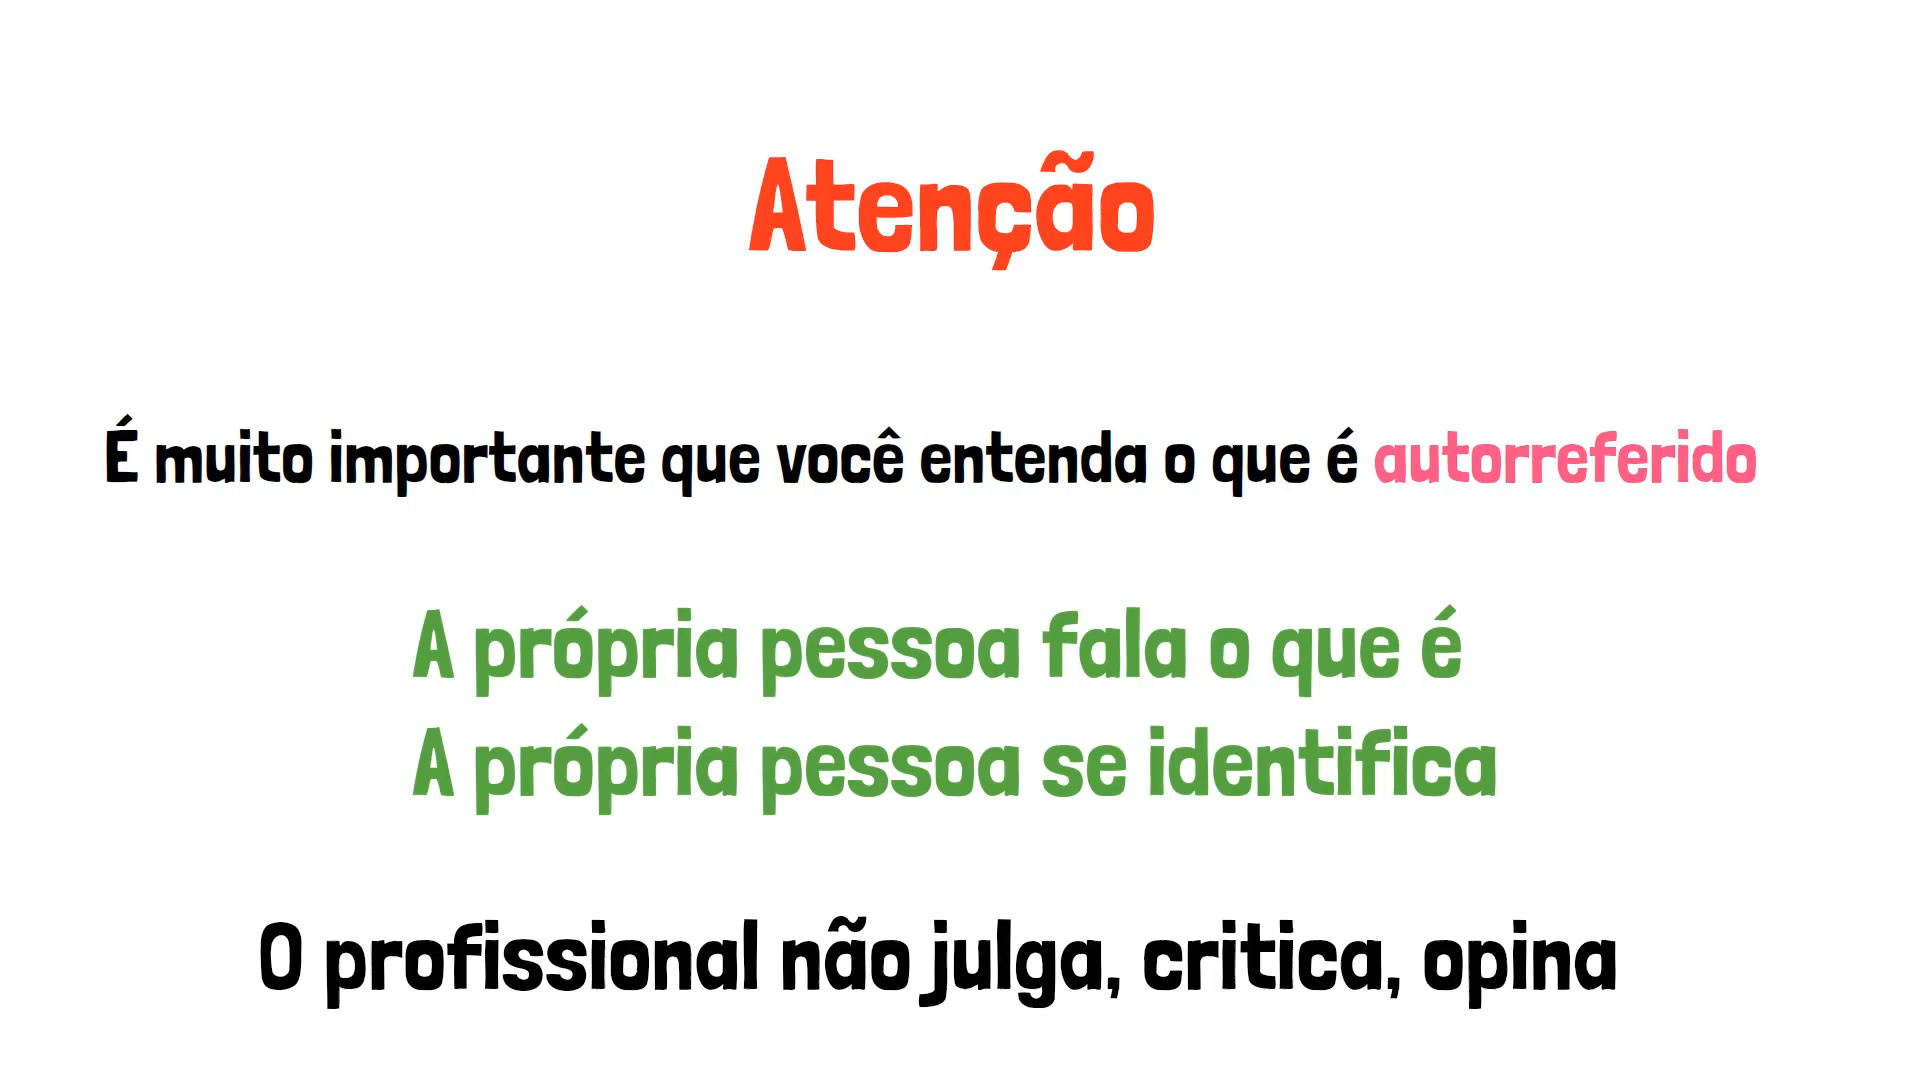 Atenção
É muito importante que você entenda o que é autorreferido
A própria pessoa fala o que é
A própria pessoa se identifica
O profissional não julga, critica, opina